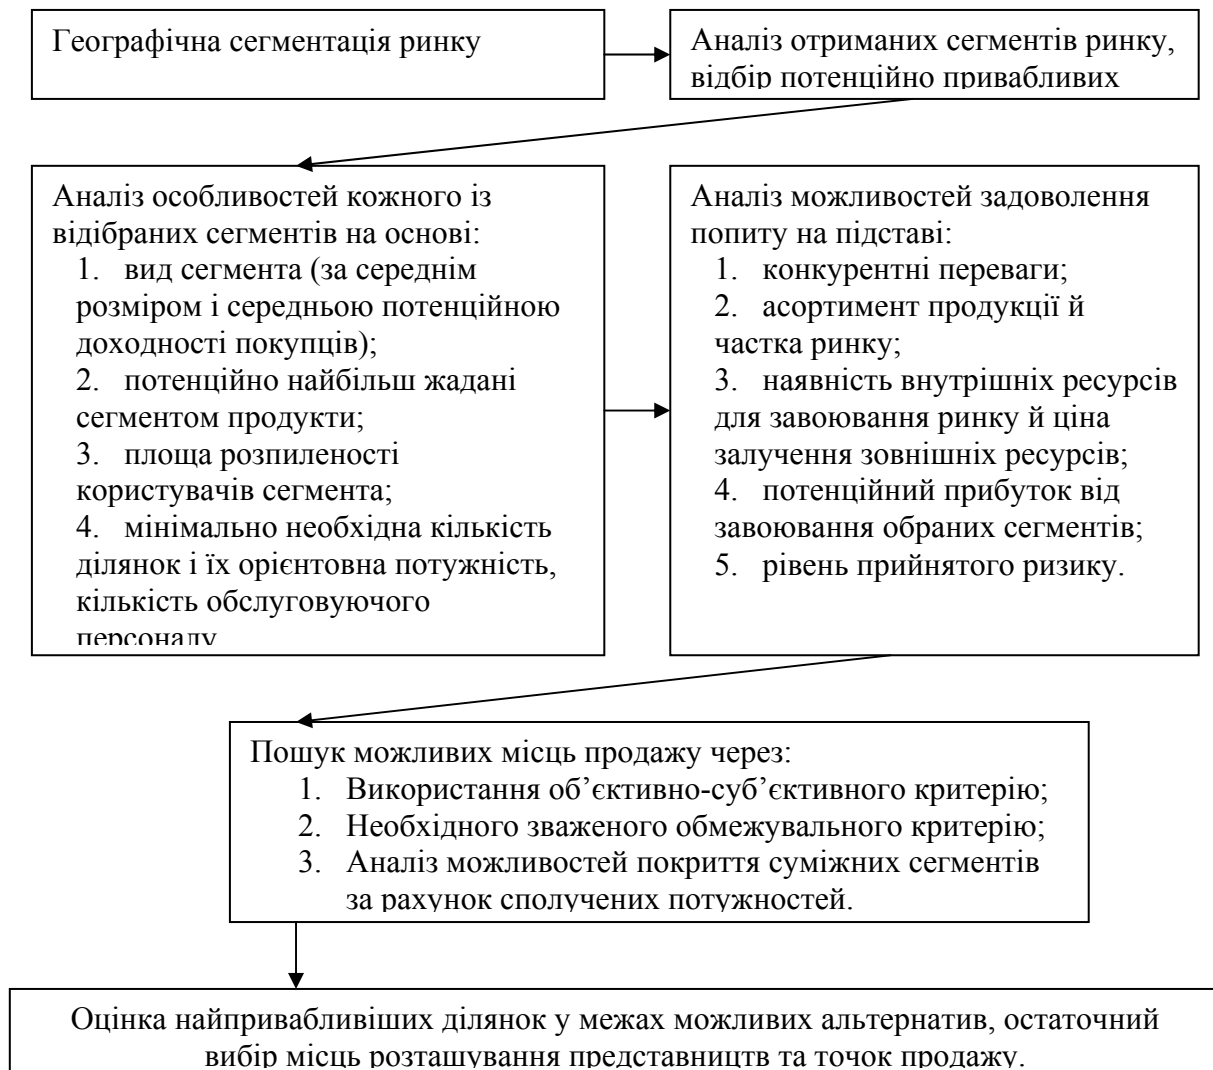 Географічна сегментація ринку
Аналіз отриманих сегментів ринку,
відбір потенційно привабливих
Аналіз особливостей кожного із
відібраних сегментів на основі:
1. вид сегмента (за середнім
розміром і середньою потенційною
доходності покупців);
2. потенційно найбільш жадані
сегментом продукти;
3. площа розпиленості
користувачів сегмента;
4. мінімально необхідна кількість
ділянок і їх орієнтовна потужність,
кількість обслуговуючого
персоналу
Аналіз можливостей задоволення
попиту на підставі:
1. конкурентні переваги;
2. асортимент продукції й
частка ринку;
3. наявність внутрішніх ресурсів
для завоювання ринку й ціна
залучення зовнішніх ресурсів;
4. потенційний прибуток від
завоювання обраних сегментів;
5. рівень прийнятого ризику.
Пошук можливих місць продажу через:
1. Використання об’єктивно-суб’єктивного критерію;
2. Необхідного зваженого обмежувального критерію;
3. Аналіз можливостей покриття суміжних сегментів
за рахунок сполучених потужностей.
Оцінка найпривабливіших ділянок у межах можливих альтернатив, остаточний
вибір місць розташування представництв та точок продажу.